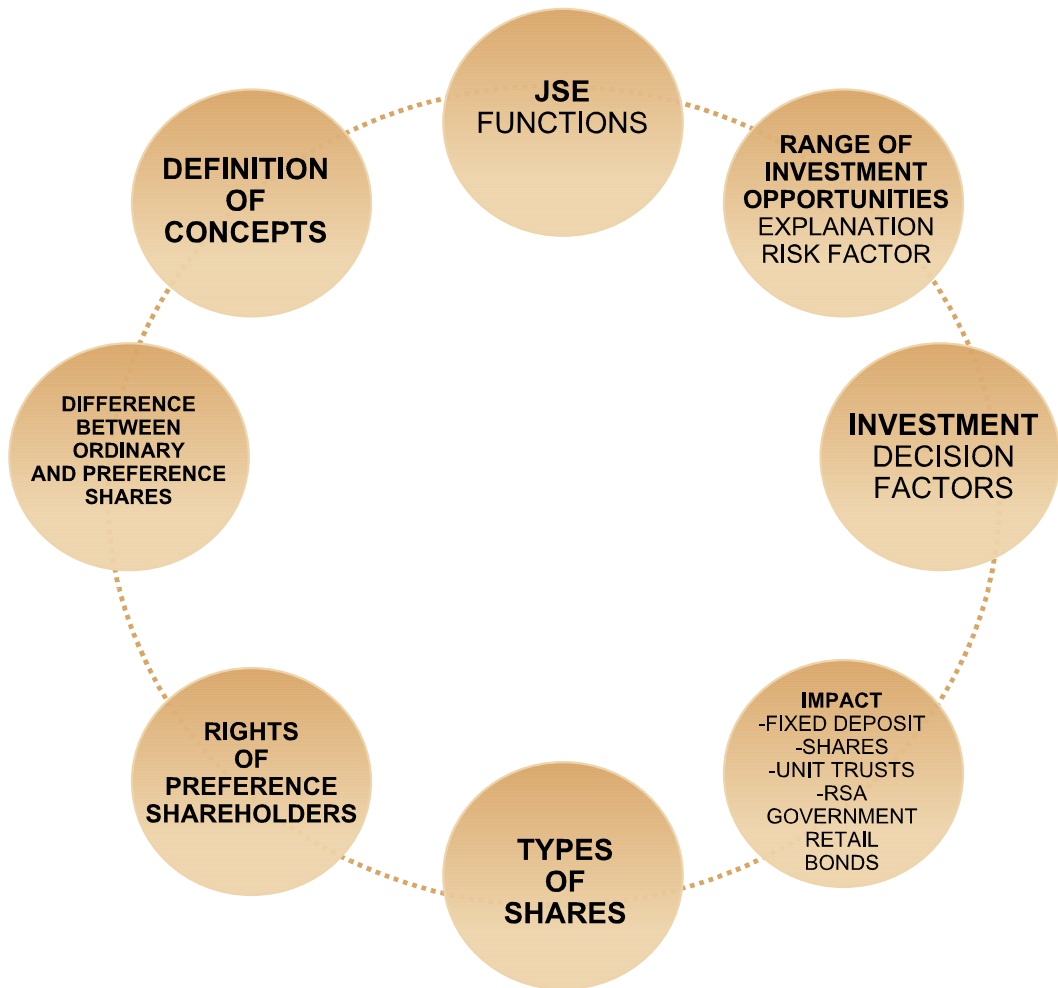 JSE
FUNCTIONS
RANGE OF
INVESTMENT
OPPORTUNITIES
EXPLANATION
RISK FACTOR
INVESTMENT
DECISION
FACTORS
IMPACT
-FIXED DEPOSIT
-SHARES
-UNIT TRUSTS
-RSA
GOVERNMENT
RETAIL
BONDS
TYPES
OF
SHARES
RIGHTS
OF
PREFERENCE
SHAREHOLDERS
DIFFERENCE
BETWEEN
ORDINARY
AND PREFERENCE
SHARES
DEFINITION
OF
CONCEPTS